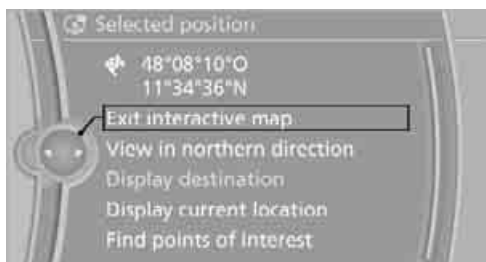 Selected position
48°08'10"O
11°34'36"N
Exit interactive map
View in northern direction
Display destination
Display current location
Find points of Interest